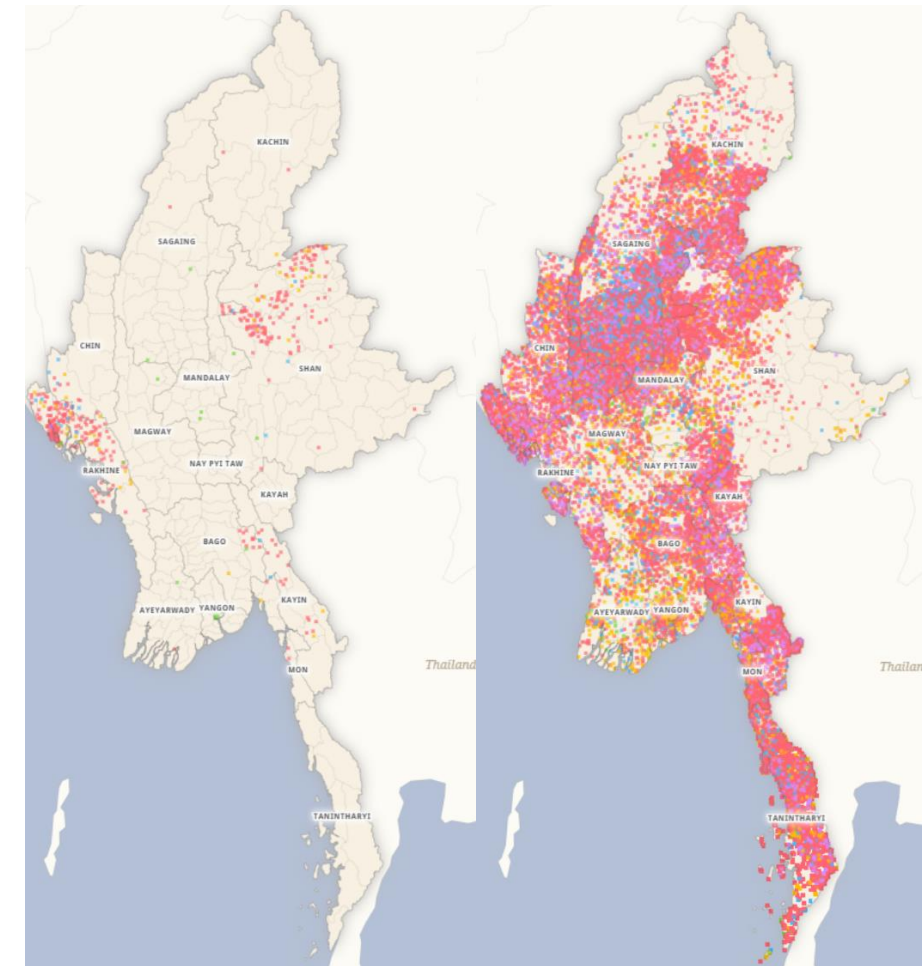 KACHIN
SAGAING
CHIN
SHAN
MANDALAY
MAGWAY
NAY PYI TAW
RAKHINE
KAYAH
BAGO
KAYIN
AYEYARWADY
YANGON
MON
Thailand
TANINTHARYI
KACHIN
SAGAING
CHIN
SHAN
MANDALAY
MAGWAY
NAY PYI TAW
RAKHINE
KAYAH
BAGO
KAYIN
AYEYARWADY
YANGON
MON
Thailan
TANINTHARYI